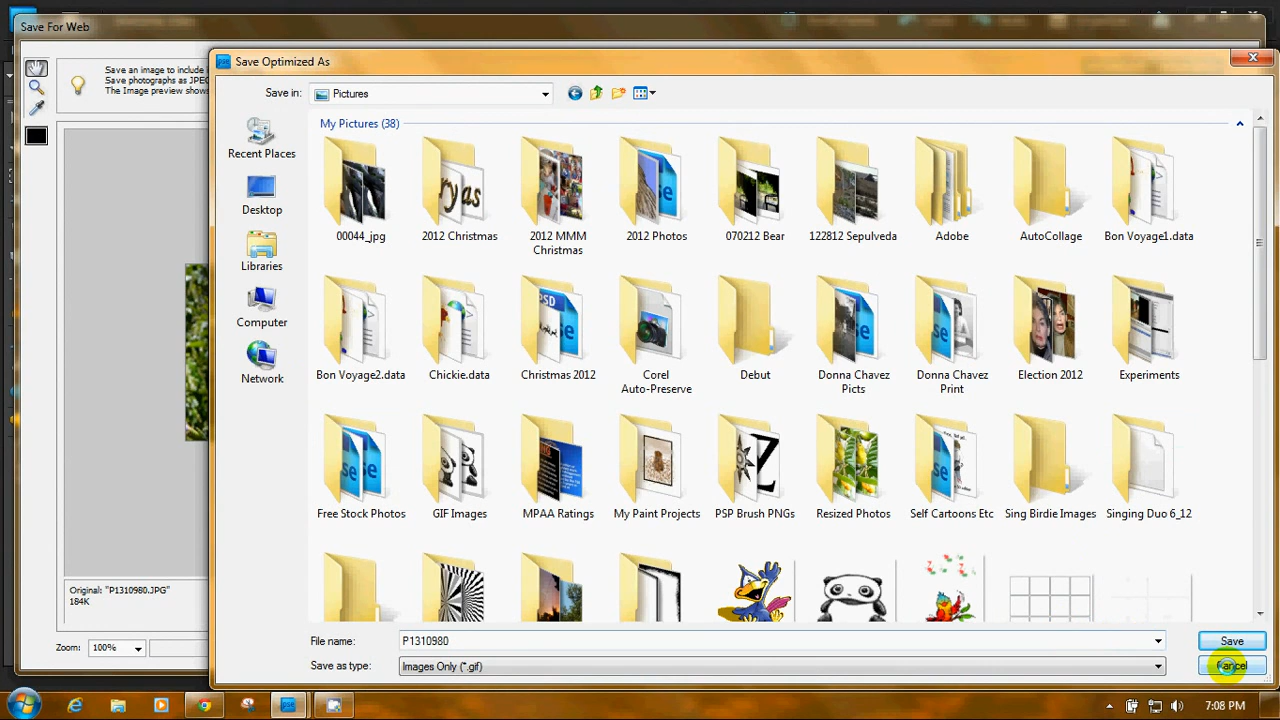 Save For Web
Save an image to include i
Save photographs as JPEG
The Image preview shows
Save Optimized As
Save in:
Pictures
My Pictures (38)
Recent Places
Desktop
Libraries
Computer
Network
00044_jpg
2012 Christmas
2012 MMM
Christmas
2012 Photos
070212 Bear
122812 Sepulveda
Adobe
AutoCollage
Bon Voyage1.data
Bon Voyage2.data
Chickie.data
Christmas 2012
Corel
Auto-Preserve
Debut
Donna Chavez
Picts
Donna Chavez
Print
Election 2012
Experiments
Free Stock Photos
GIF Images
MPAA Ratings
My Paint Projects
PSP Brush PNGs
Resized Photos
Self Cartoons Etc
Sing Birdie Images
Singing Duo 6_12
Original: "P1310980.JPG"
184K
Zoom:
100%
File name:
P1310980
Save
Save as type:
Images Only (*.gif)
Cancel
7:08 PM